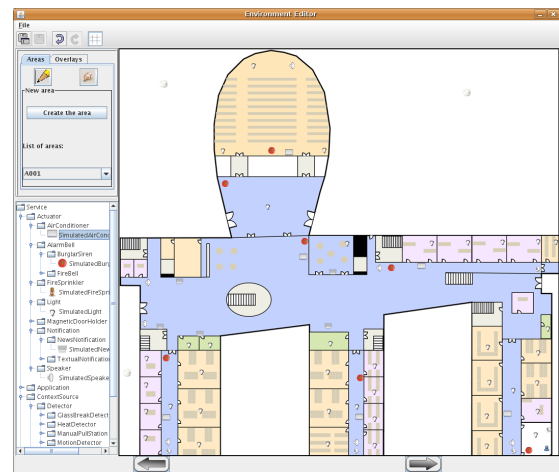 Environment Editor
File
Areas
Overlays
New area
Create the area
List of areas:
A001
Service
Actuator
AirConditioner
SimulatedAirCond
AlarmBell
BurglarSiren
SimulatedBurg
FireBell
FireSprinkler
SimulatedFireSpri
Light
SimulatedLight
MagneticDoorHolder
Notification
NewsNotification
SimulatedNew
TextualNotification
Speaker
SimulatedSpeake
Application
ContextSource
Detector
GlassBreakDetect
HeatDetector
ManualPullStation
MotionDetector